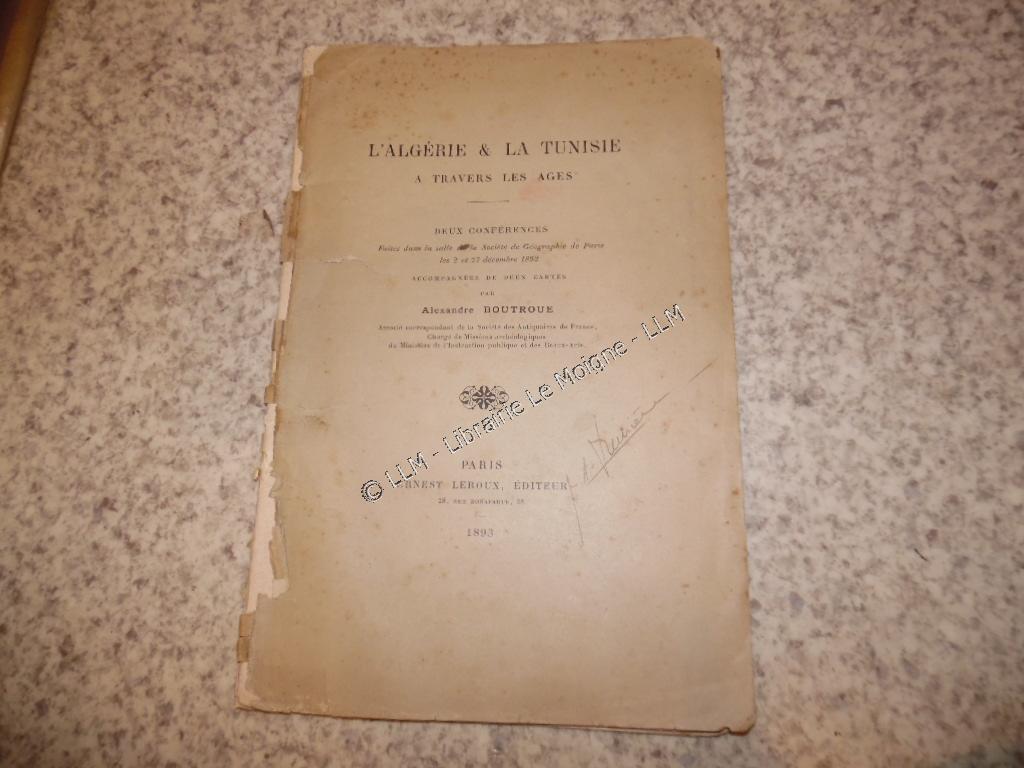 L'ALGÉRIE & LA TUNISIE
A TRAVERS LES AGES
DEUX CONFÉRENCES
Faites dans la salle de la Société de Géographie de Paris
les 2 et 27 décembre 1892
ACCOMPAGNÉES DE DEUX CARTES
PAR
Alexandre BOUTROUE
Associé correspondant de la Société des Antiquaires de France,
Chargé de Missions archéologiques
du Ministère de l'Instruction publique et des Beaux-Arts.
© LLM - Librairie Le Moigne - LLM
PARIS
ERNEST LEROUX, ÉDITEUR
28, RUE BONAPARTE, 28
1893